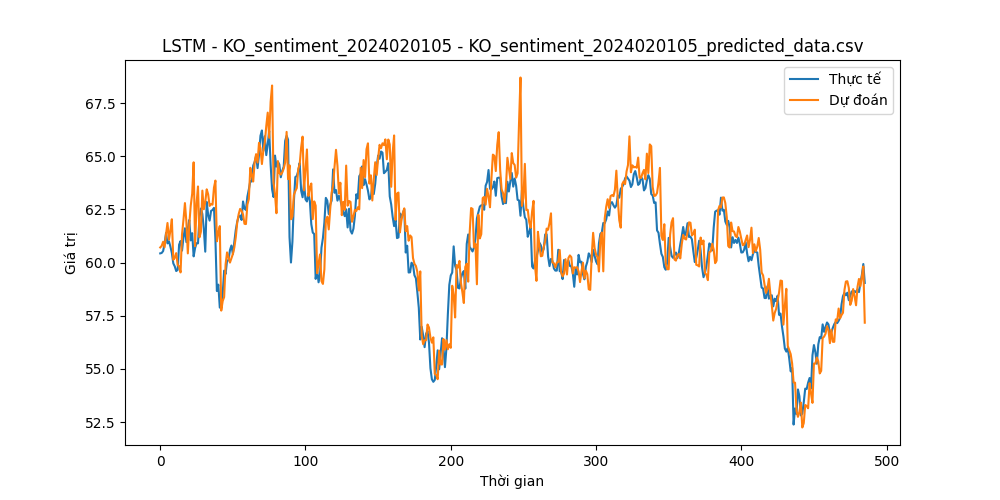 LSTM - KO_sentiment_2024020105 - KO_sentiment_2024020105_predicted_data.csv
Thực tế
Dự đoán
Giá trị
67.5
65.0
62.5
60.0
57.5
55.0
52.5
0 100 200 300 400 500
Thời gian